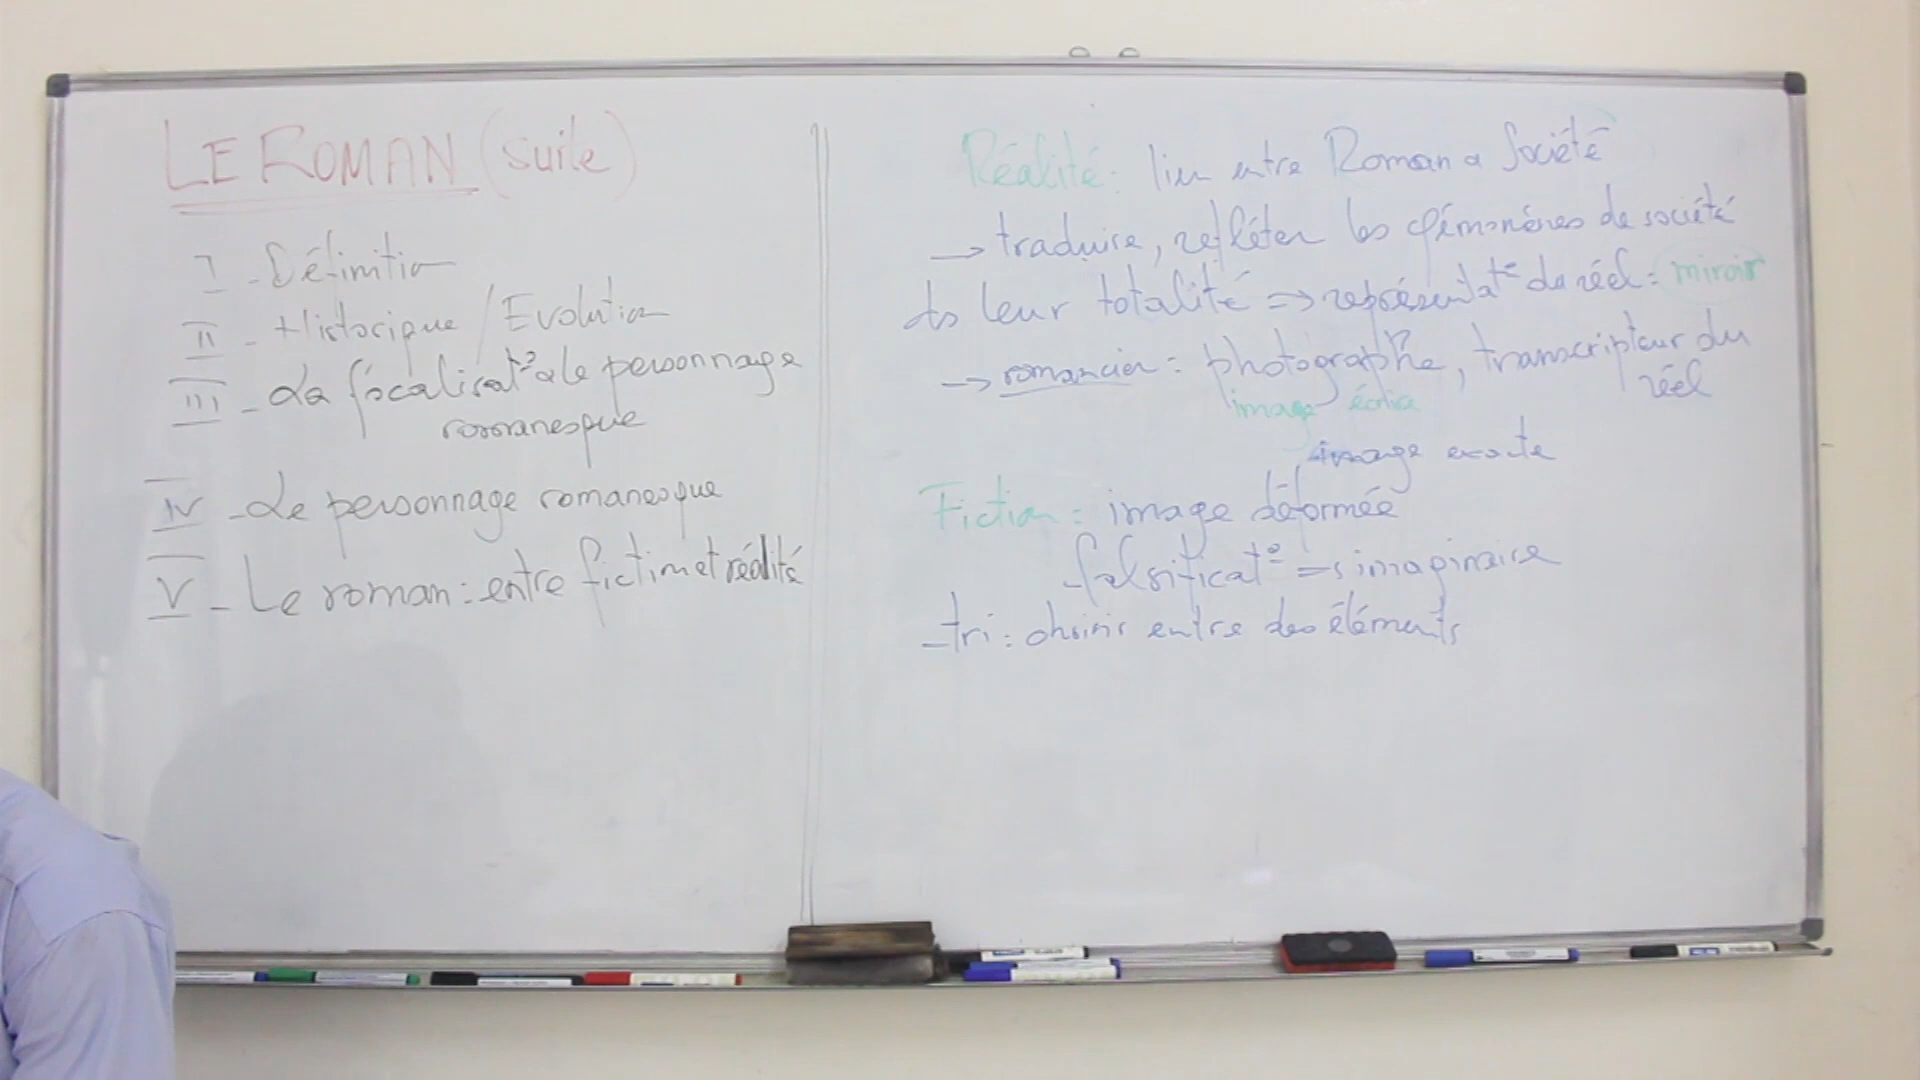 LE ROMAN (suite)
I - Définition
II - Historique / Evolution
III - La focalisat° & le personnage
romanesque
IV - Le personnage romanesque
V - Le roman : entre fiction et réalité
Réalité : lien entre Roman & Société
→ traduire, refléter les phénomènes de société
ds leur totalité => représentat° du réel = miroir
→ romancier = photographe, transcripteur du
réel
image écrite
image exacte
Fiction = image déformée
- falsificat° => imaginaire
- tri : choisir entre des éléments